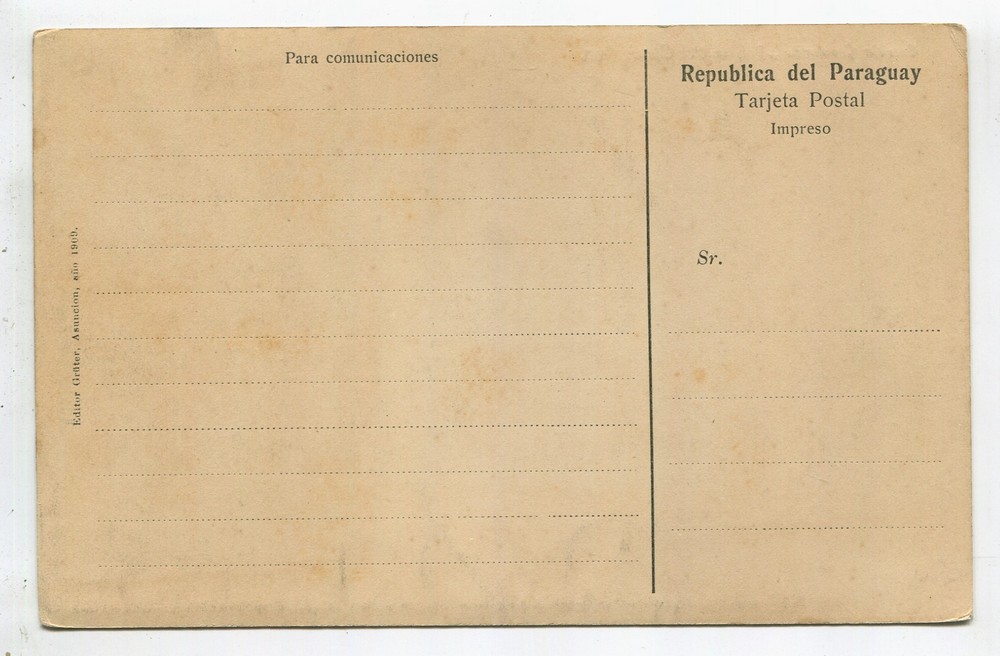 Para comunicaciones
Republica del Paraguay
Tarjeta Postal
Impreso
Sr.
Editor Grüter, Asuncion, año 1909.